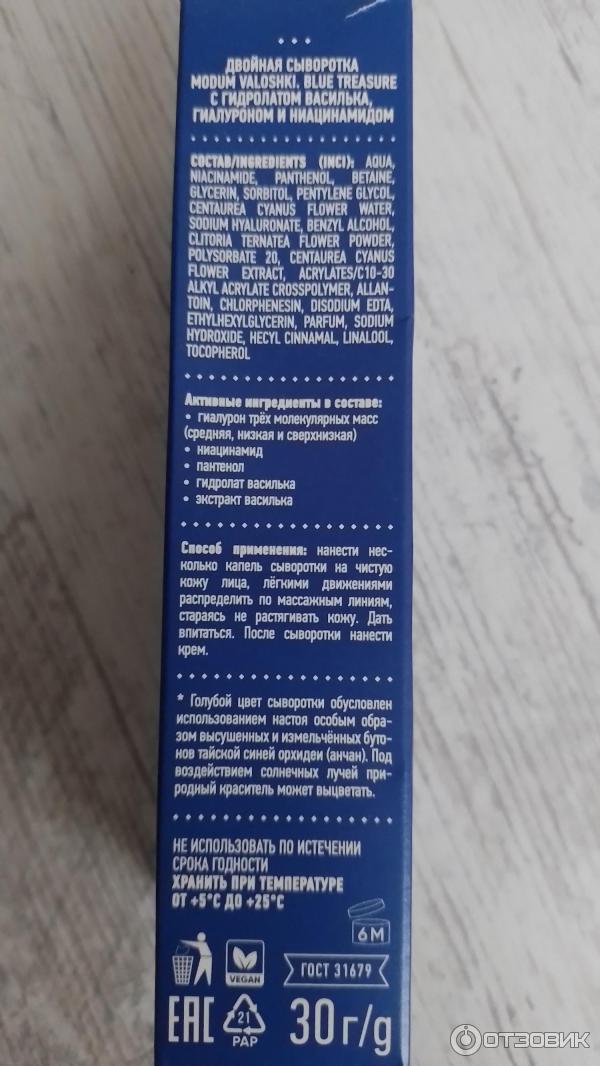 ДВОЙНАЯ СЫВОРОТКА
MODUM VALOSHKI. BLUE TREASURE
С ГИДРОЛАТОМ ВАСИЛЬКА,
ГИАЛУРОНОМ И НИАЦИНАМИДОМ
СОСТАВ/INGREDIENTS (INCI): AQUA,
NIACINAMIDE, PANTHENOL, BETAINE,
GLYCERIN, SORBITOL, PENTYLENE GLYCOL,
CENTAUREA CYANUS FLOWER WATER,
SODIUM HYALURONATE, BENZYL ALCOHOL,
CLITORIA TERNATEA FLOWER POWDER,
POLYSORBATE 20, CENTAUREA CYANUS
FLOWER EXTRACT, ACRYLATES/C10-30
ALKYL ACRYLATE CROSSPOLYMER, ALLAN-
TOIN, CHLORPHENESIN, DISODIUM EDTA,
ETHYLHEXYLGLYCERIN, PARFUM, SODIUM
HYDROXIDE, HECYL CINNAMAL, LINALOOL,
TOCOPHEROL
Активные ингредиенты в составе:
• гиалурон трёх молекулярных масс
(средняя, низкая и сверхнизкая)
• ниацинамид
• пантенол
• гидролат василька
• экстракт василька
Способ применения: нанести нес-
колько капель сыворотки на чистую
кожу лица, лёгкими движениями
распределить по массажным линиям,
стараясь не растягивать кожу. Дать
впитаться. После сыворотки нанести
крем.
* Голубой цвет сыворотки обусловлен
использованием настоя особым обра-
зом высушенных и измельчённых буто-
нов тайской синей орхидеи (анчан). Под
воздействием солнечных лучей при-
родный краситель может выцветать.
НЕ ИСПОЛЬЗОВАТЬ ПО ИСТЕЧЕНИИ
СРОКА ГОДНОСТИ
ХРАНИТЬ ПРИ ТЕМПЕРАТУРЕ
ОТ +5°С ДО +25°С
6 M
VEGAN
ГОСТ 31679
EAC
21
PAP
30 г/g
ОТЗОВИК